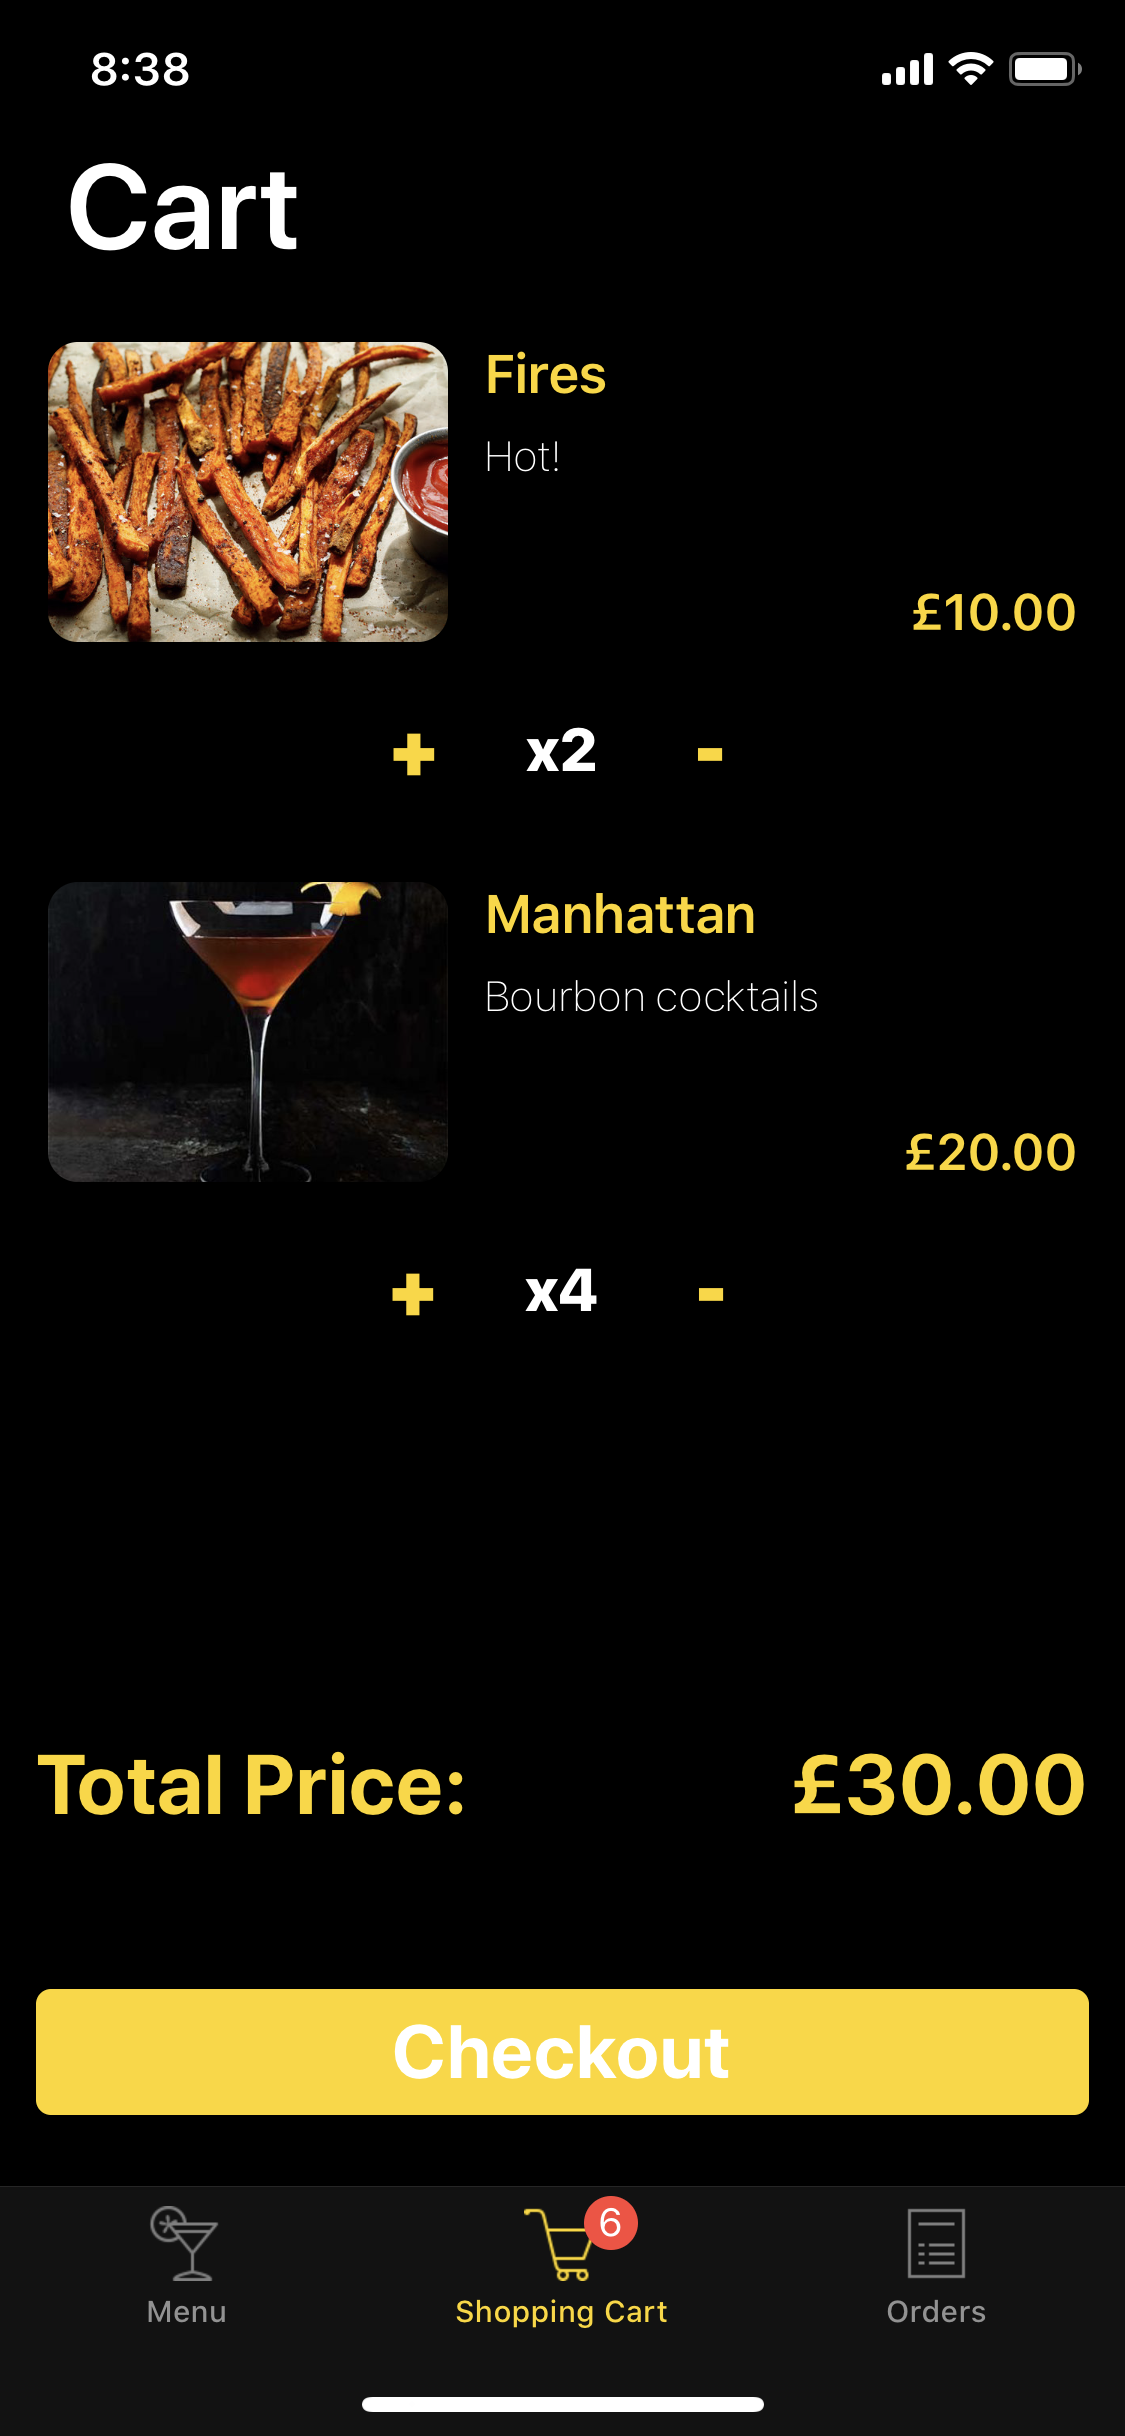 8:38
Cart
Fires
Hot!
£10.00
+ x2 -
Manhattan
Bourbon cocktails
£20.00
+ x4 -
Total Price: £30.00
Checkout
6
Menu Shopping Cart Orders